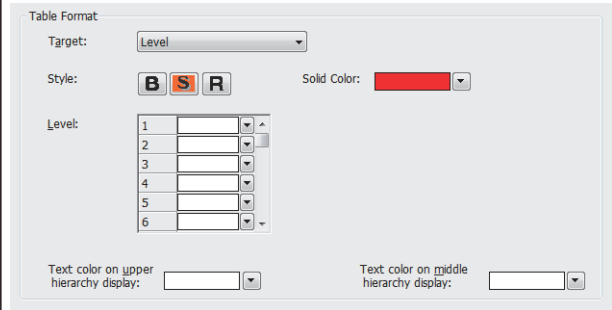 Table Format
Target: Level
Style: B S R Solid Color:
Level: 1
2
3
4
5
6
Text color on upper Text color on middle
hierarchy display: hierarchy display: